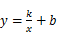 y = k/x + b